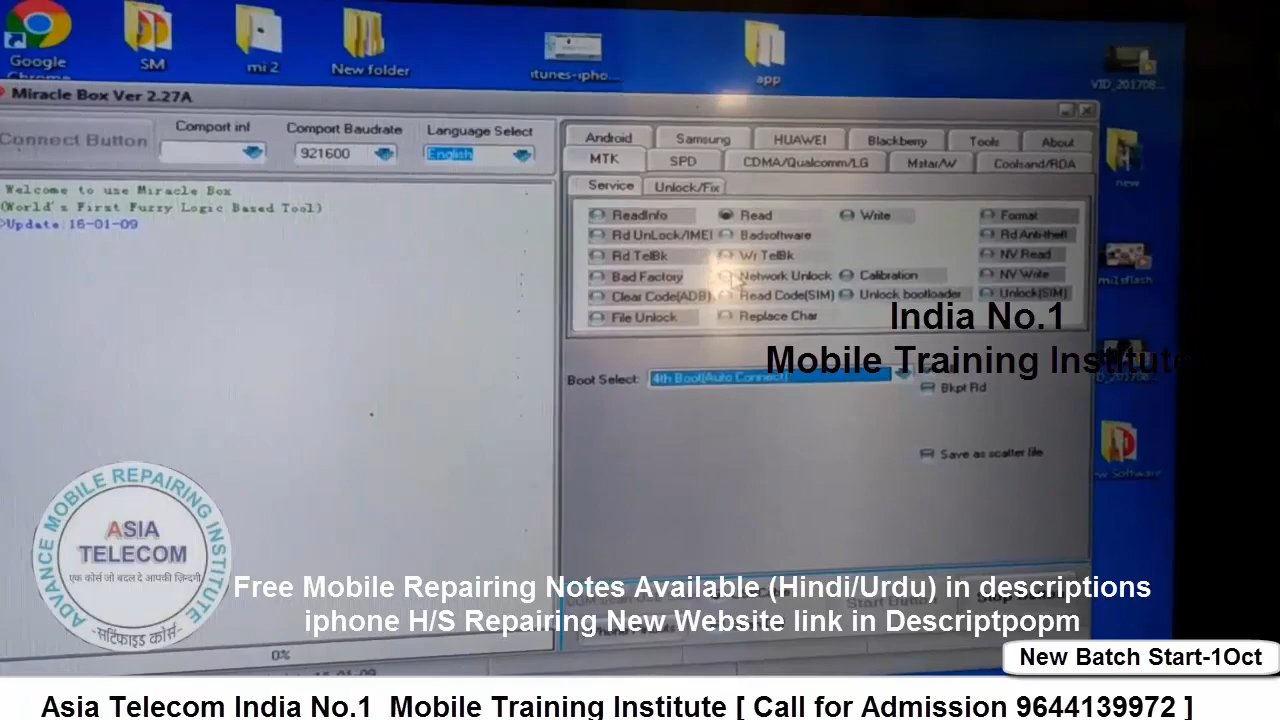 Google
Chrome
SM
mi 2
New folder
itunes-ipho...
app
VID_201708...
Miracle Box Ver 2.27A
Connect Button
Comport inf
Comport Baudrate
921600
Language Select
English
Welcome to use Miracle Box
(World's First Fuzzy Logic Based Tool)
>Update:16-01-09
Android
Samsung
HUAWEI
Blackberry
Tools
About
MTK
SPD
CDMA/Qualcomm/LG
Mstar/W
Coolsand/RDA
Service
Unlock/Fix
ReadInfo
Read
Write
Format
Rd UnLock/IMEI
Badsoftware
Rd Anti-theft
Rd TelBk
Wr TelBk
NV Read
Bad Factory
Network Unlock
Calibration
NV Write
Clear Code(ADB)
Read Code(SIM)
Unlock bootloader
Unlock(SIM)
File Unlock
Replace Char
new
mi1sflash
India No.1
Mobile Training Institute
Boot Select:
4th Boot(Auto Connect)
Bkpt Rd
Save as scatter file
ADVANCE MOBILE REPAIRING INSTITUTE
ASIA
TELECOM
एक कोर्स जो बदल दे आपकी ज़िन्दगी
-सर्टिफाइड कोर्स-
Free Mobile Repairing Notes Available (Hindi/Urdu) in descriptions
iphone H/S Repairing New Website link in Descriptpopm
0%
New Batch Start-1Oct
Asia Telecom India No.1 Mobile Training Institute [ Call for Admission 9644139972 ]